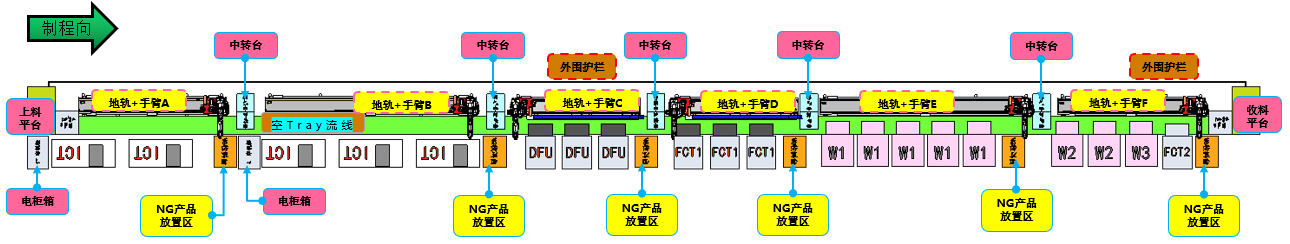 制程向
中转台
中转台
中转台
中转台
中转台
外围护栏
外围护栏
上料
平台
地轨+手臂A
地轨+手臂B
地轨+手臂C
地轨+手臂D
地轨+手臂E
地轨+手臂F
收料
平台
空Tray流线
ICT
ICT
ICT
ICT
ICT
DFU
DFU
DFU
FCT1
FCT1
FCT1
W1
W1
W1
W1
W1
W2
W2
W3
FCT2
电柜箱
NG产品
放置区
电柜箱
NG产品
放置区
NG产品
放置区
NG产品
放置区
NG产品
放置区
NG产品
放置区